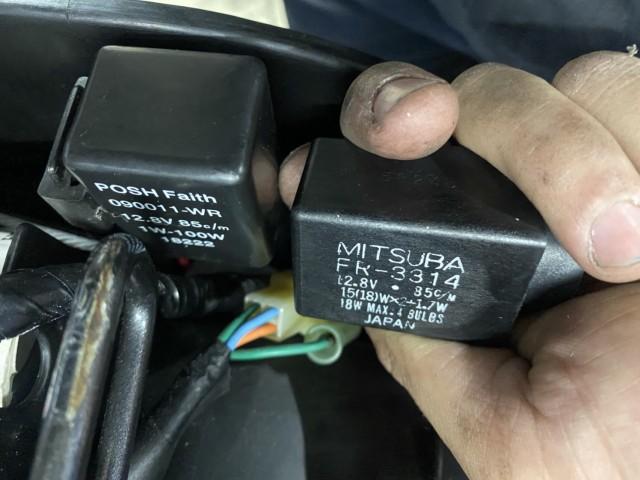 POSH Faith
090011-WR
12.8V 85c/m
1W-100W
18222
MITSUBA
FR-3314
12.8V • 85c/M
15(18)W×2+1.7W
18W MAX.4 BULBS
JAPAN